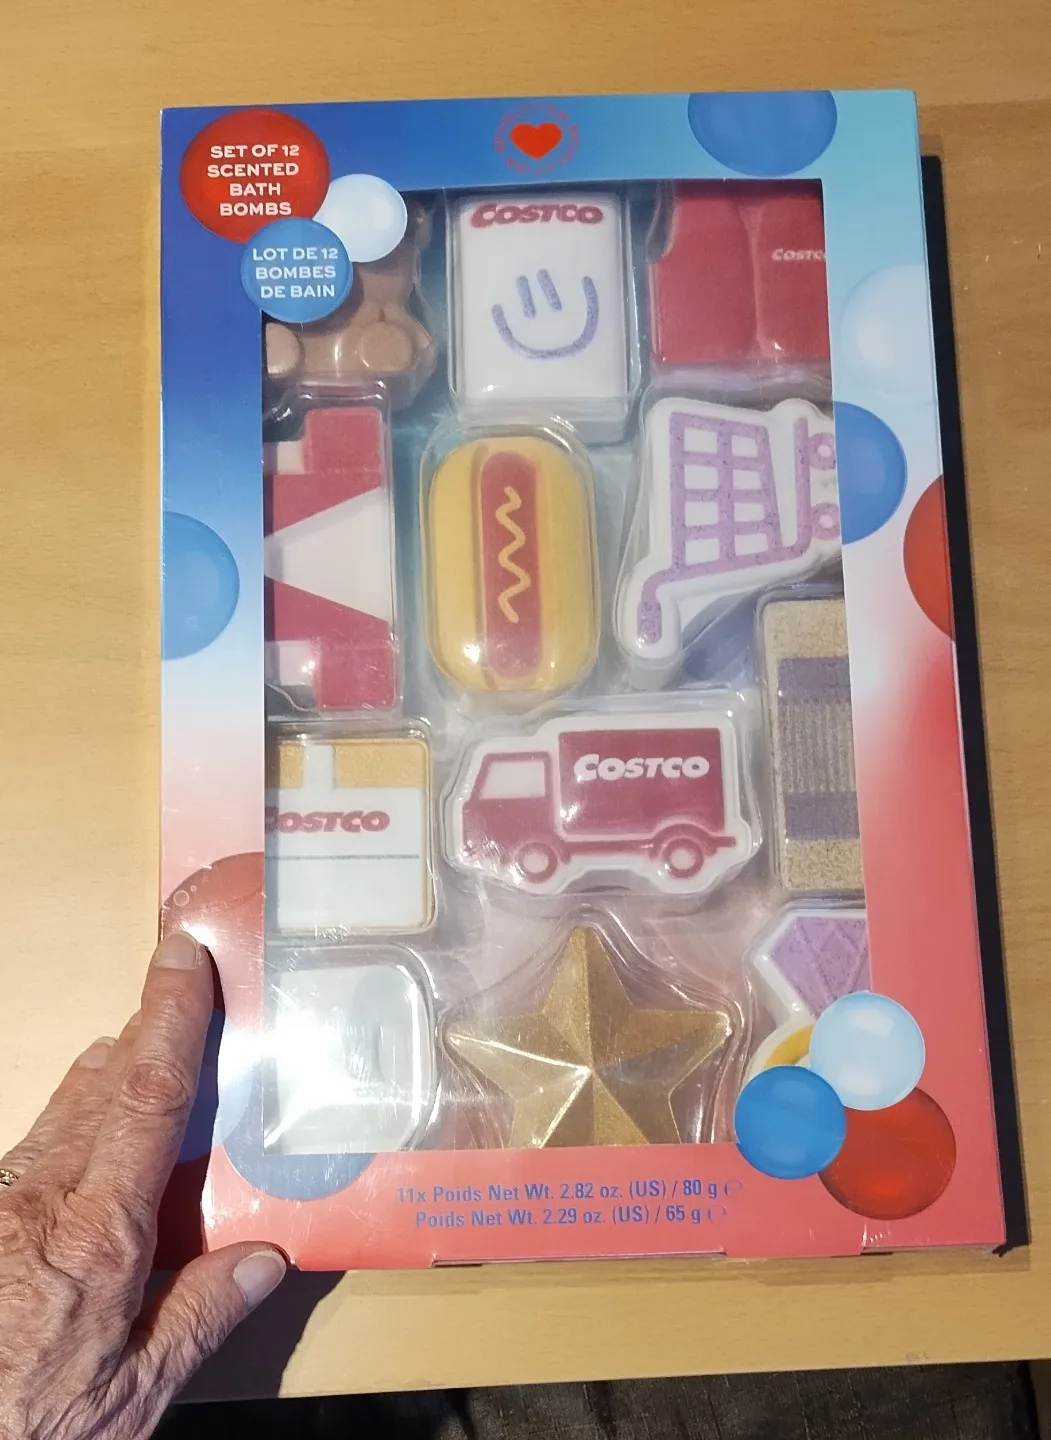 SET OF 12
SCENTED
BATH
BOMBS
LOT DE 12
BOMBES
DE BAIN
COSTCO
COSTCO
COSTCO
COSTCO
11x Poids Net Wt. 2.82 oz. (US) / 80 g ℮
Poids Net Wt. 2.29 oz. (US) / 65 g ℮